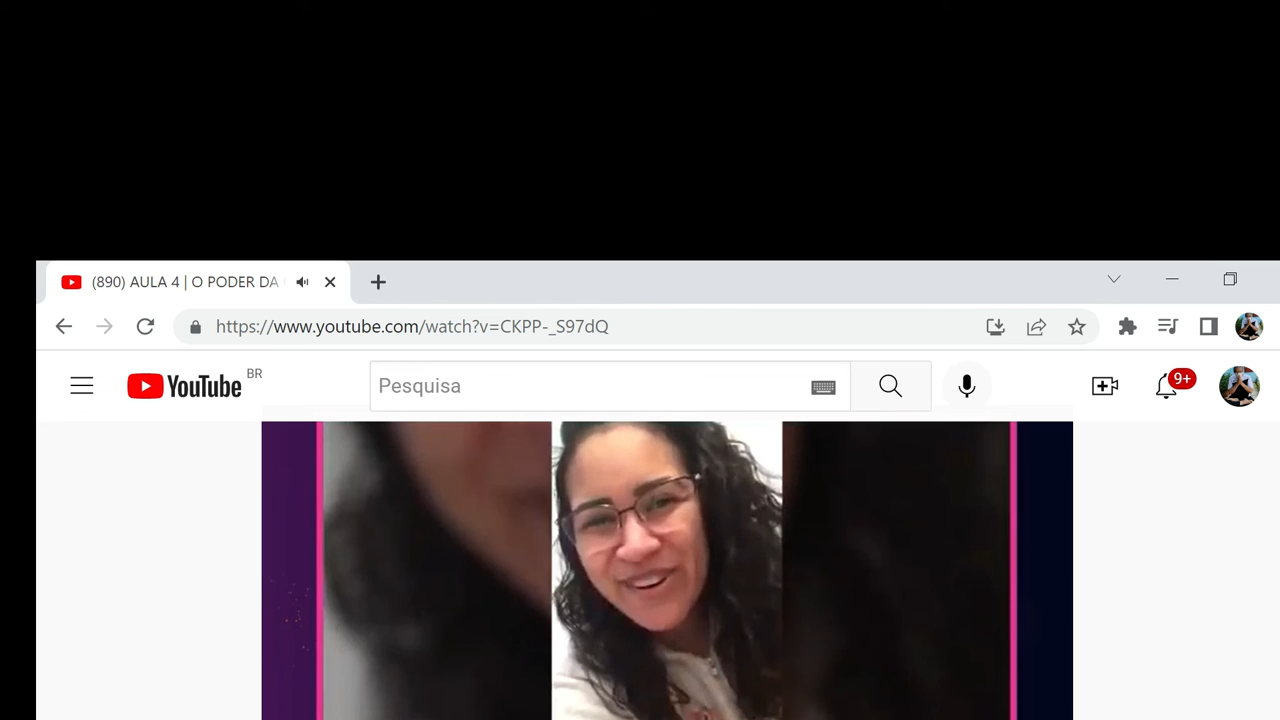 (890) AULA 4 | O PODER DA
https://www.youtube.com/watch?v=CKPP-_S97dQ
YouTube BR
Pesquisa
9+